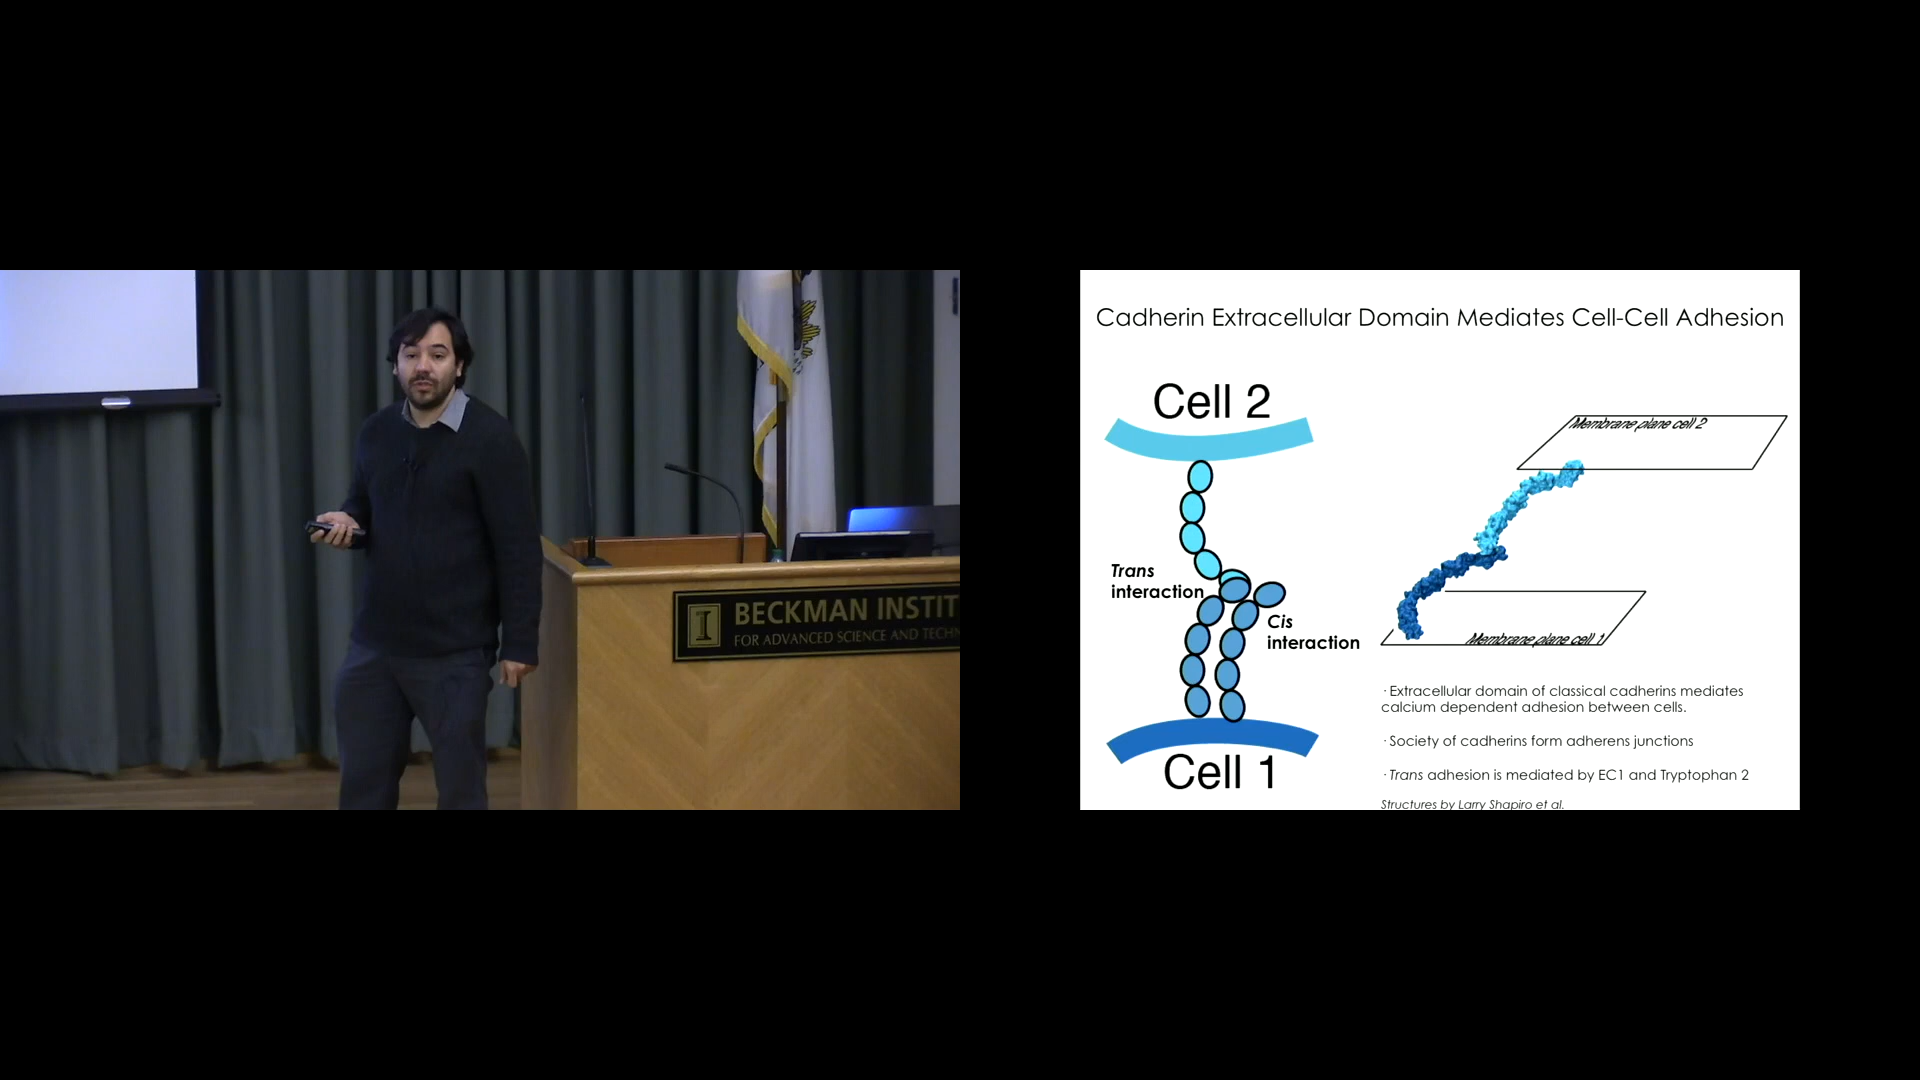 BECKMAN INSTIT
FOR ADVANCED SCIENCE AND TECHN
Cadherin Extracellular Domain Mediates Cell-Cell Adhesion
Cell 2
Membrane plane cell 2
Trans
interaction
Cis
interaction
Membrane plane cell 1
Cell 1
· Extracellular domain of classical cadherins mediates
calcium dependent adhesion between cells.
· Society of cadherins form adherens junctions
· Trans adhesion is mediated by EC1 and Tryptophan 2
Structures by Larry Shapiro et al.